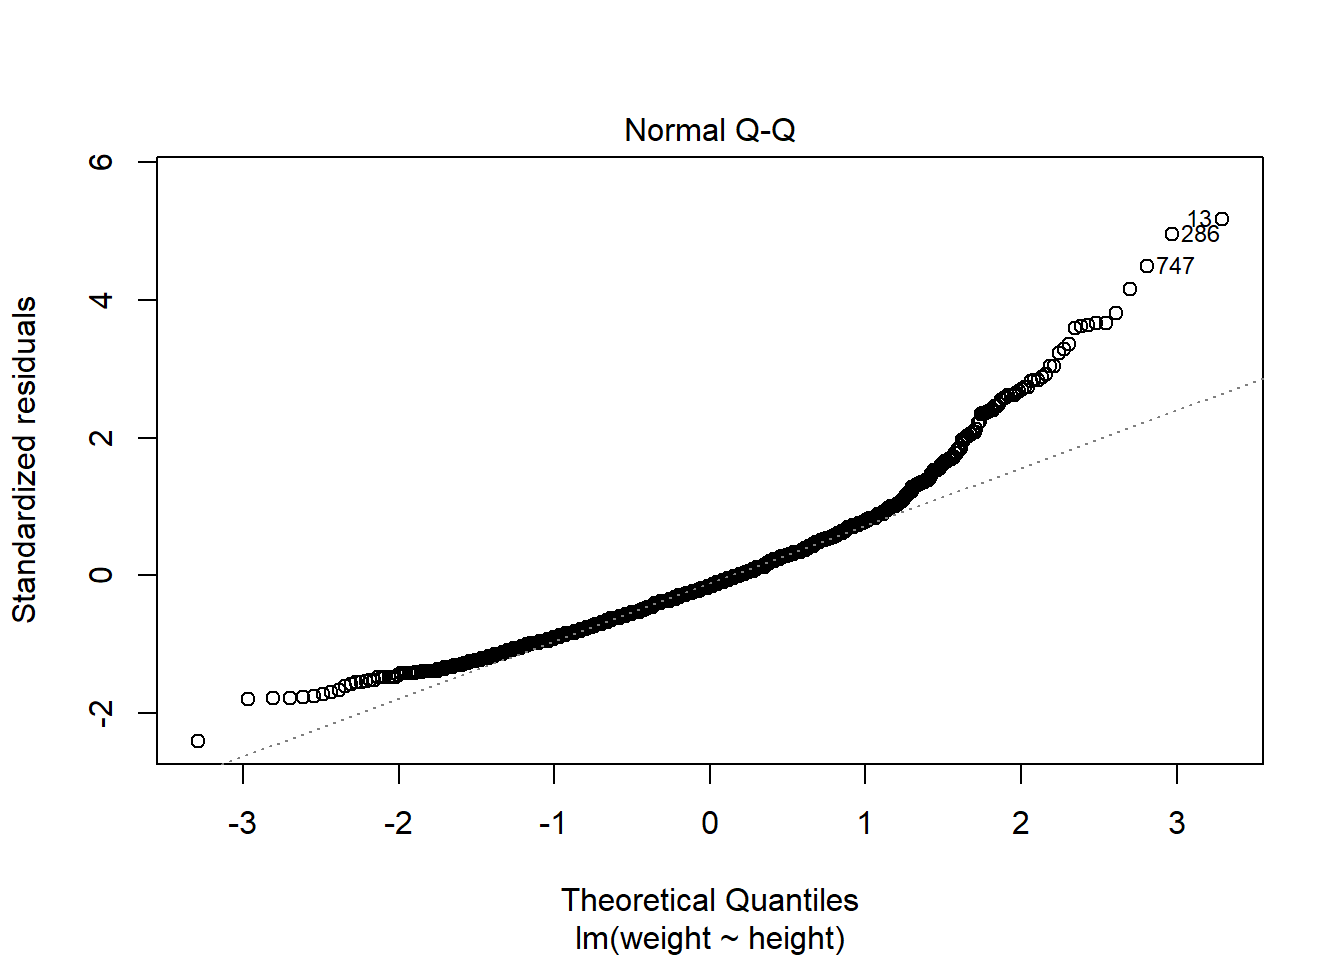 Normal Q-Q
6
4
2
0
-2
13
286
747
-3 -2 -1 0 1 2 3
Standardized residuals
Theoretical Quantiles
lm(weight ~ height)